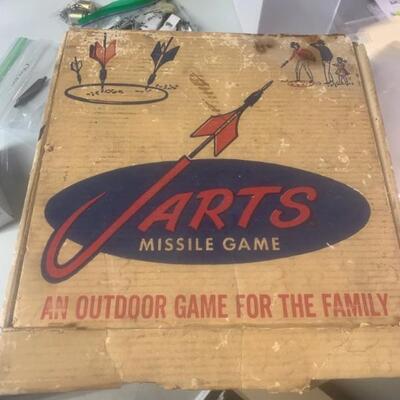 JARTS
MISSILE GAME
AN OUTDOOR GAME FOR THE FAMILY